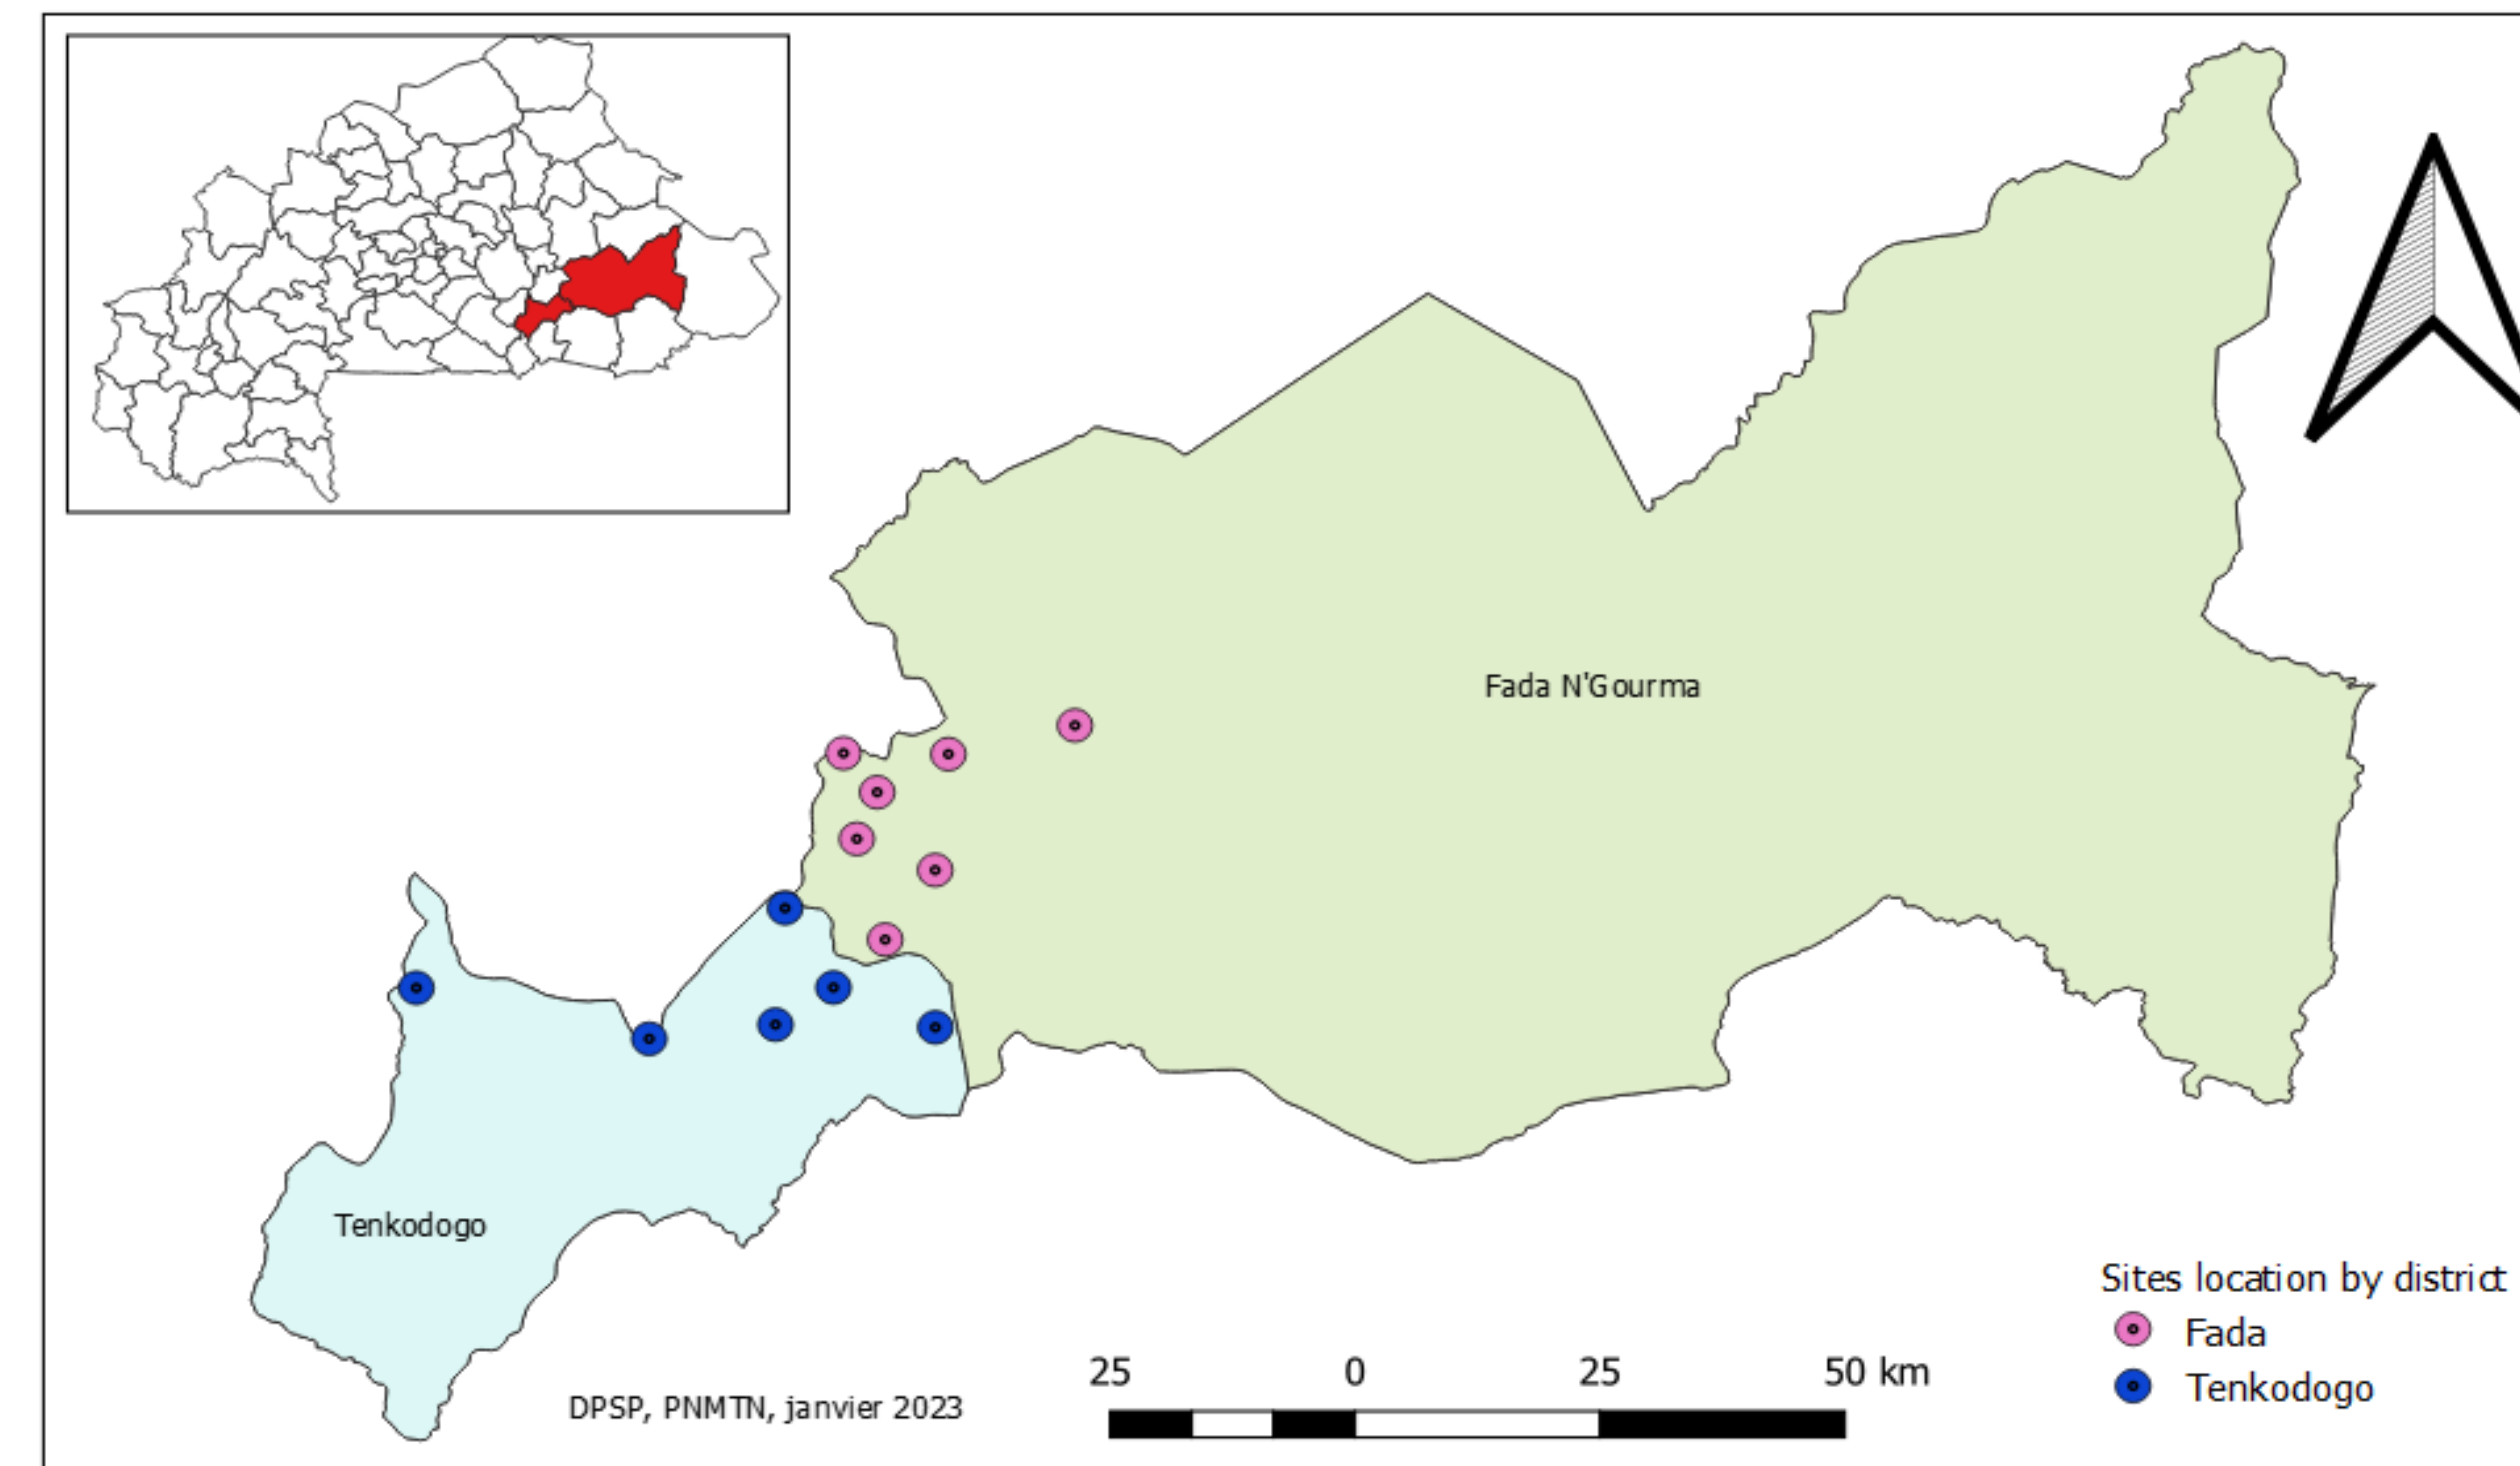 Fada N'Gourma
Tenkodogo
Sites location by district
Fada
Tenkodogo
25 0 25 50 km
DPSP, PNMTN, janvier 2023